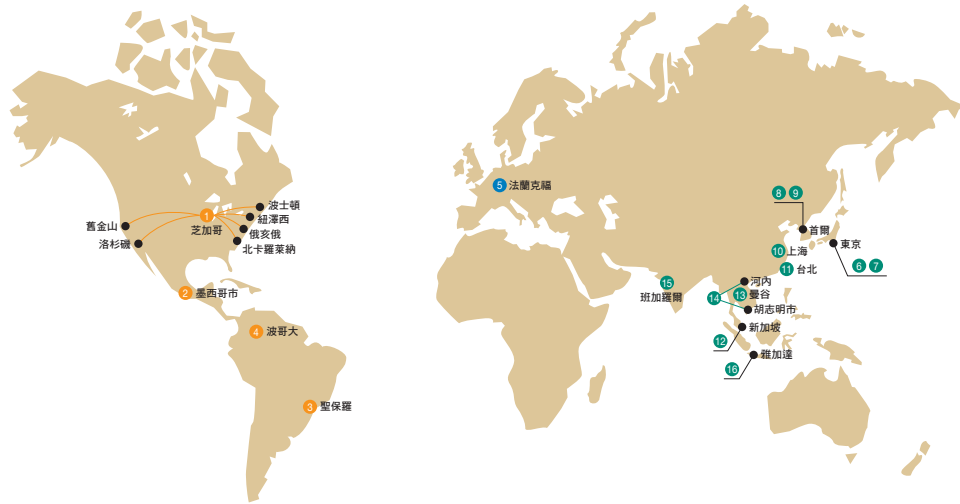 波士頓
1
紐澤西
舊金山
芝加哥
俄亥俄
洛杉磯
北卡羅萊納
2 墨西哥市
4 波哥大
3 聖保羅
5 法蘭克福
8 9
首爾
東京
10 上海
6 7
11 台北
15
班加羅爾
河內
14
13 曼谷
胡志明市
新加坡
12
雅加達
16